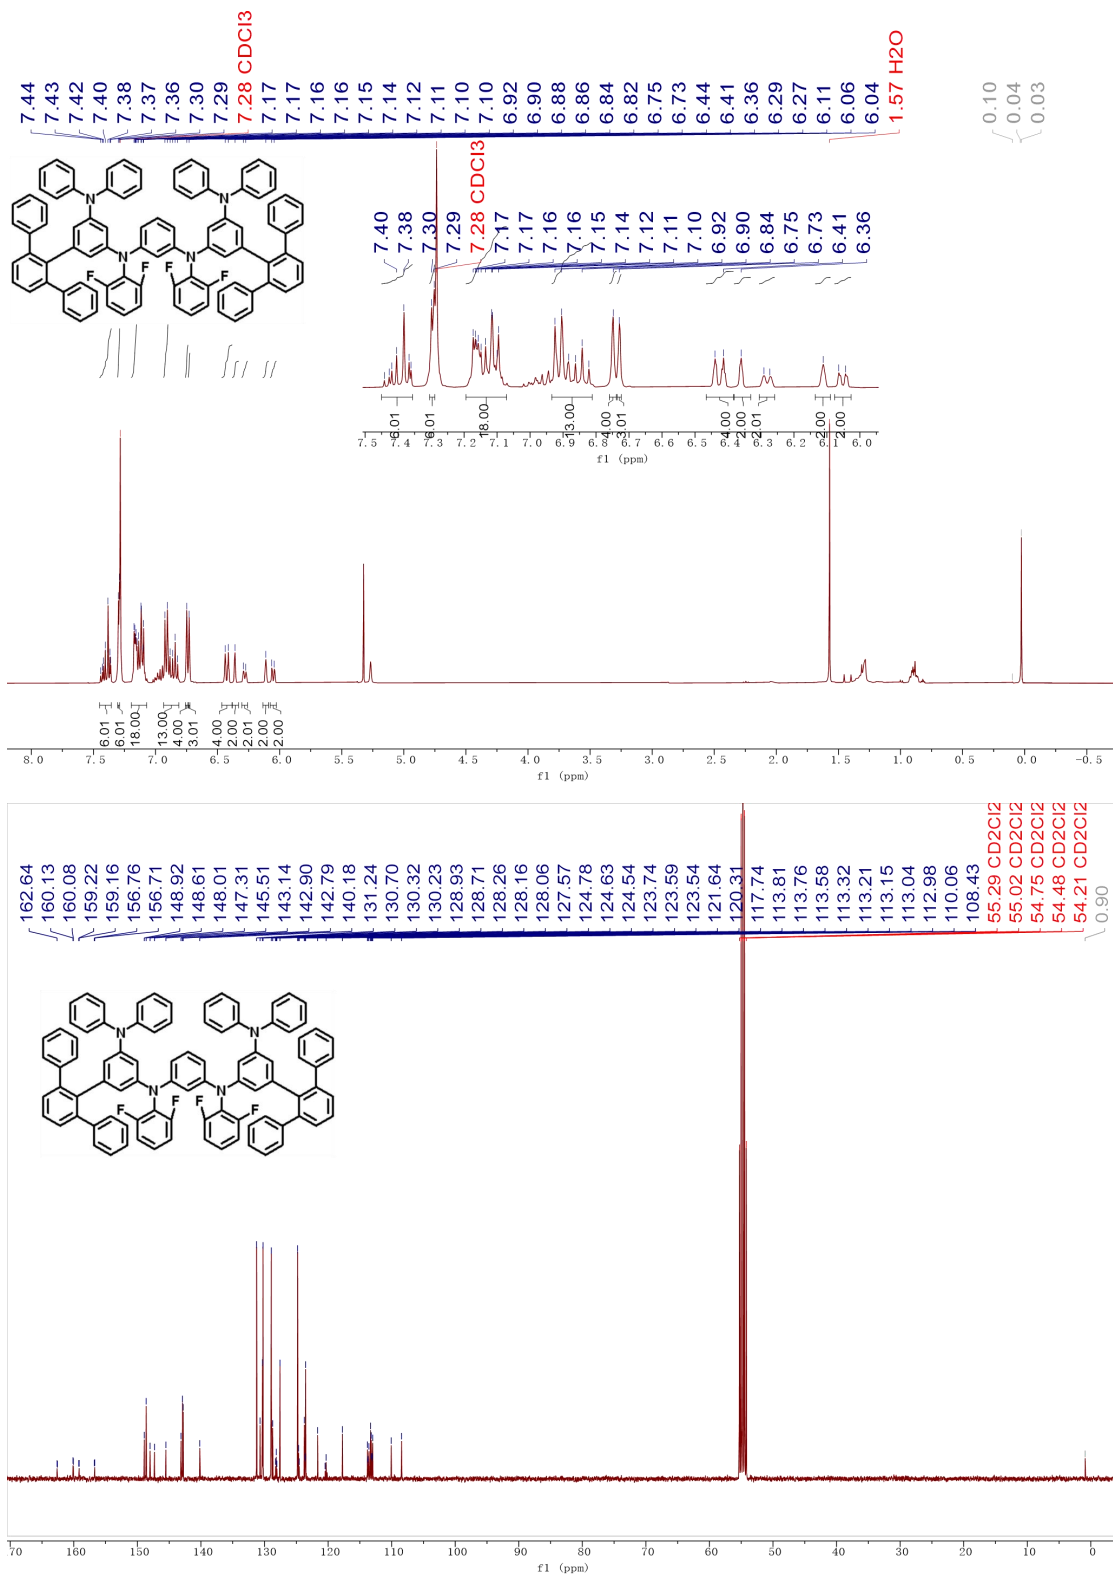 7.44 7.43 7.42 7.40 7.38 7.37 7.36 7.30 7.29 7.28 CDCl3 7.17 7.17 7.16 7.16 7.15 7.14 7.12 7.11 7.10 7.10 6.92 6.90 6.88 6.86 6.84 6.82 6.75 6.73 6.44 6.41 6.36 6.29 6.27 6.11 6.06 6.04 1.57 H2O 0.10 0.04 0.03
N N
N N
F F F F
7.40 7.38 7.30 7.29 7.28 CDCl3 7.17 7.17 7.16 7.16 7.15 7.14 7.12 7.11 7.10 6.92 6.90 6.84 6.75 6.73 6.41 6.36
6.01 6.01 18.00 13.00 4.00 3.01 4.00 2.00 2.01 2.00 2.00
7.5 7.4 7.3 7.2 7.1 7.0 6.9 6.8 6.7 6.6 6.5 6.4 6.3 6.2 6.1 6.0
f1 (ppm)
6.01 6.01 18.00 13.00 4.00 3.01 4.00 2.00 2.01 2.00 2.00
8.0 7.5 7.0 6.5 6.0 5.5 5.0 4.5 4.0 3.5 3.0 2.5 2.0 1.5 1.0 0.5 0.0 -0.5
f1 (ppm)
162.64 160.13 160.08 159.22 159.16 156.76 156.71 148.92 148.61 148.01 147.31 145.51 143.14 142.90 142.79 140.18 131.24 130.70 130.32 130.23 128.93 128.71 128.26 128.16 128.06 127.57 124.78 124.63 124.54 123.74 123.59 123.54 121.64 120.31 117.74 113.81 113.76 113.58 113.32 113.21 113.15 113.04 112.98 110.06 108.43 55.29 CD2Cl2 55.02 CD2Cl2 54.75 CD2Cl2 54.48 CD2Cl2 54.21 CD2Cl2 0.90
N N
N N
F F F F
70 160 150 140 130 120 110 100 90 80 70 60 50 40 30 20 10 0
f1 (ppm)